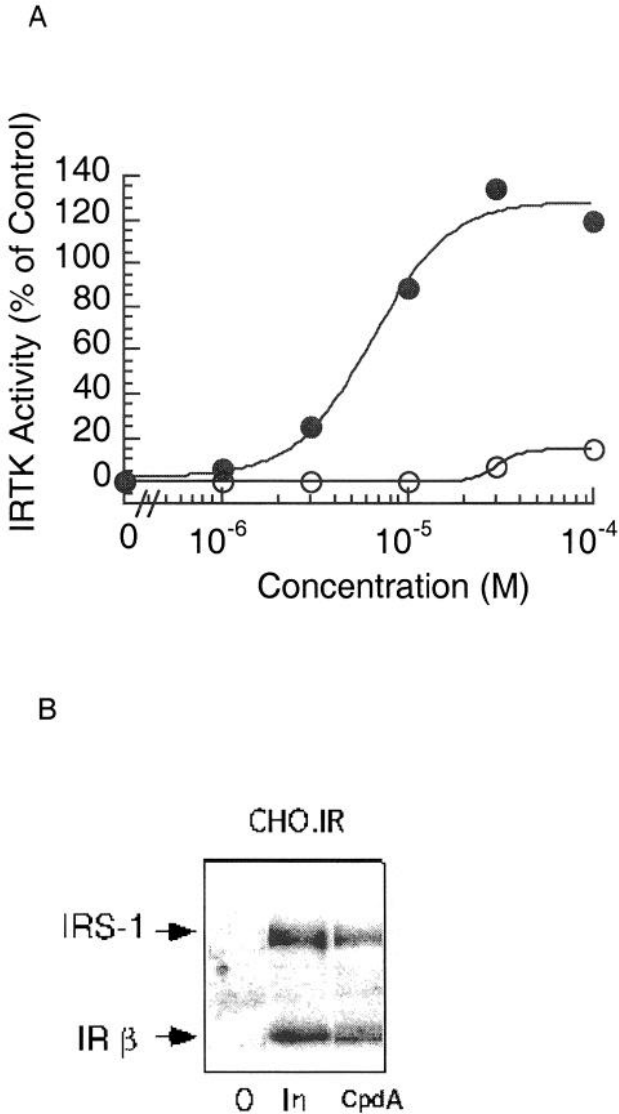 A
IRTK Activity (% of Control)
140
120
100
80
60
40
20
0
0 10-6 10-5 10-4
Concentration (M)
B
CHO.IR
IRS-1
IR β
O In CpdA